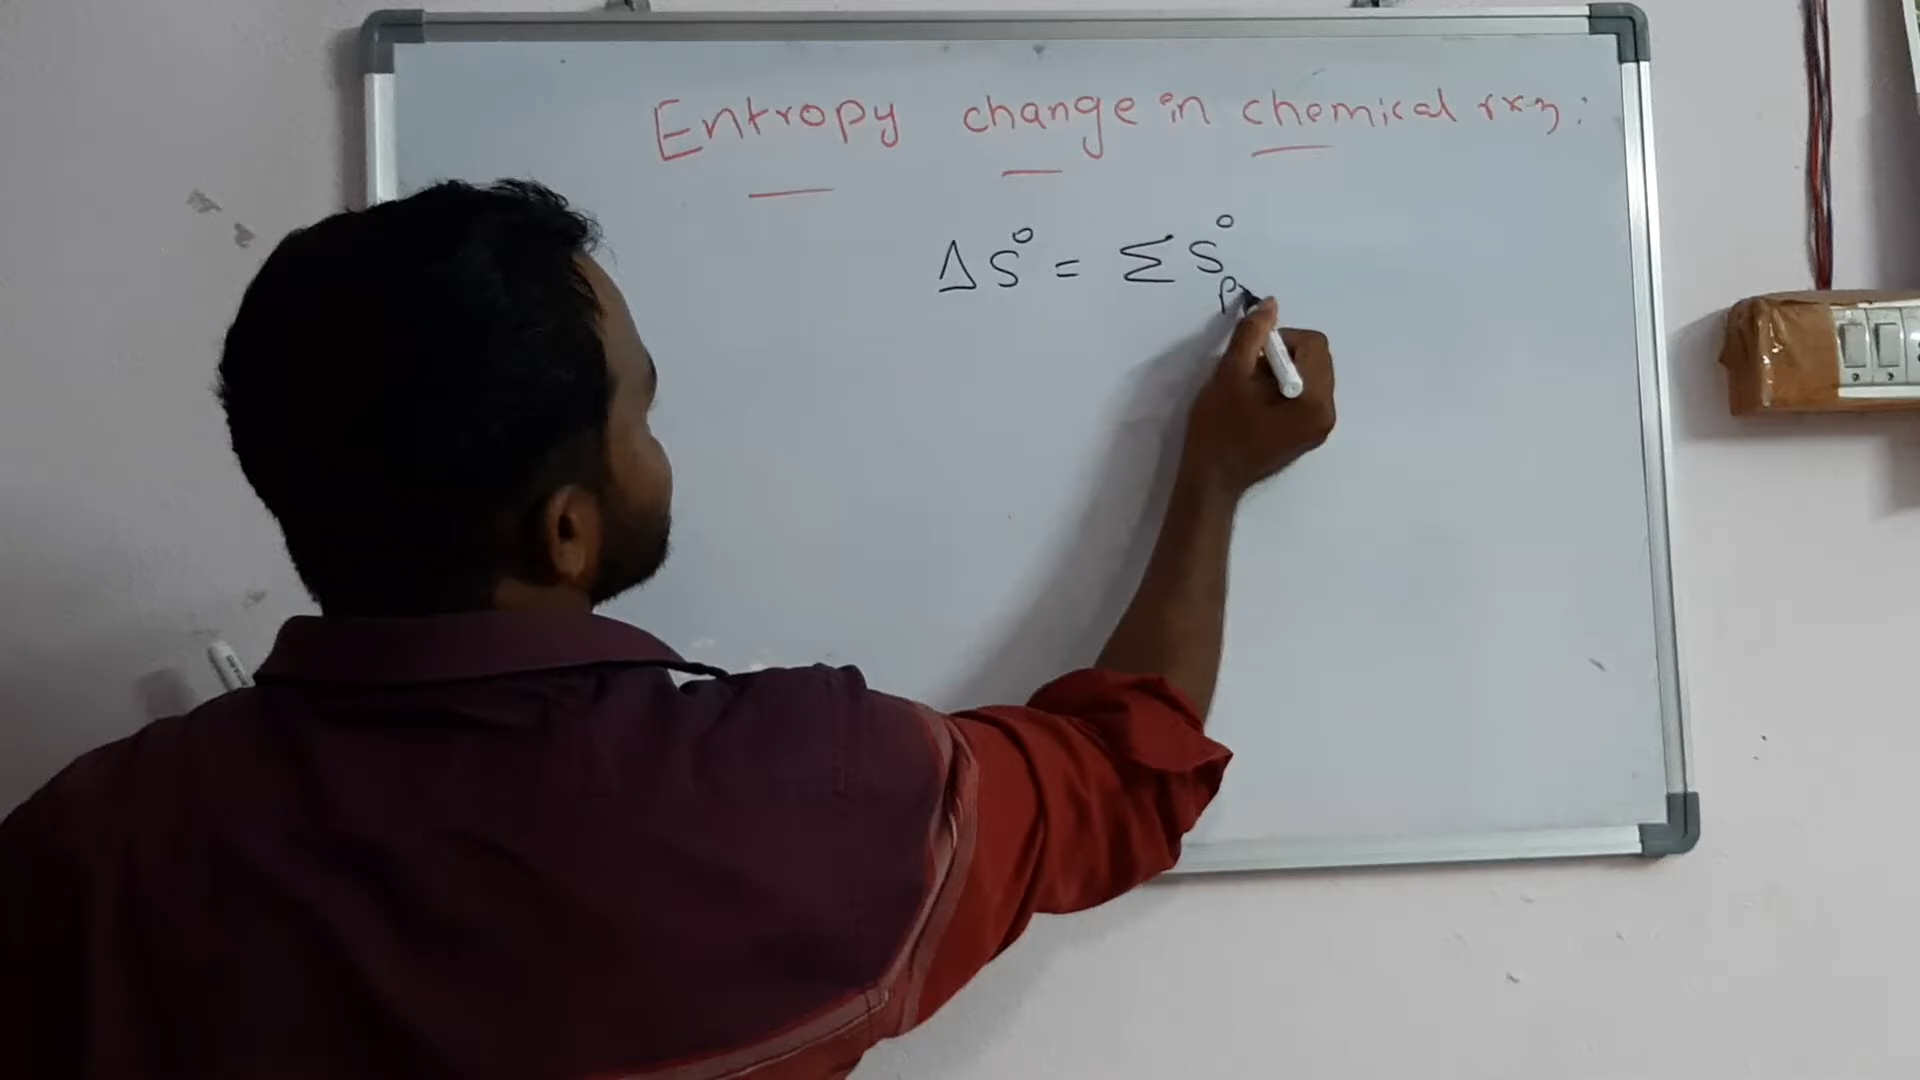 Entropy change in chemical rxn:
ΔS° = ΣS°p